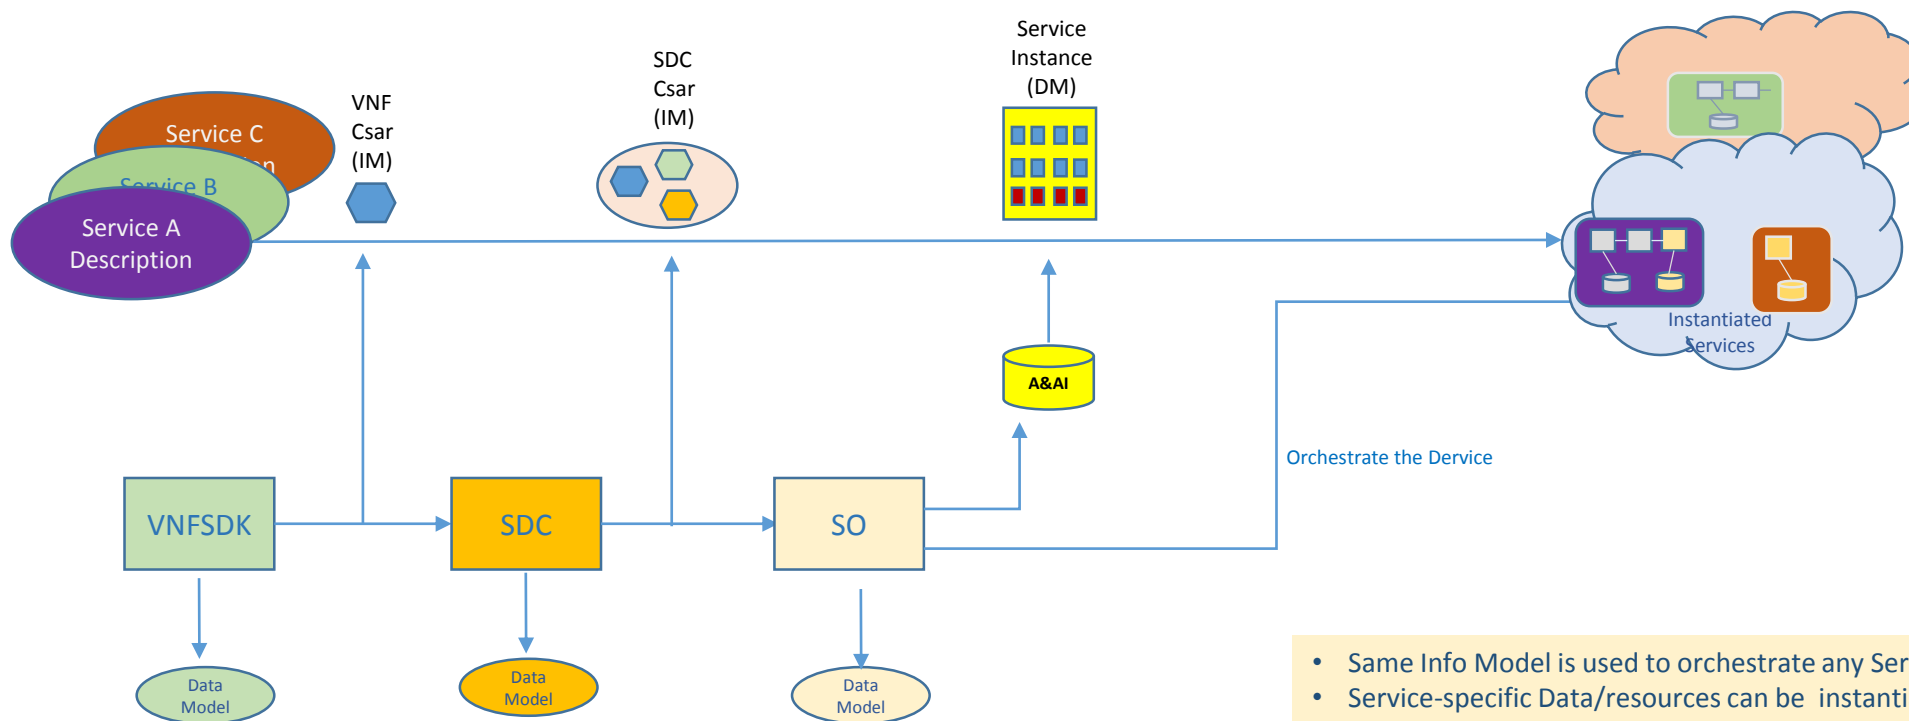 Service
Instance
(DM)
SDC
Csar
(IM)
VNF
Csar
(IM)
Service C
Service B
Service A
Description
Instantiated
Services
A&AI
Orchestrate the Dervice
VNFSDK
SDC
SO
Data
Model
Data
Model
Data
Model
• Same Info Model is used to orchestrate any Ser
• Service-specific Data/resources can be instanti